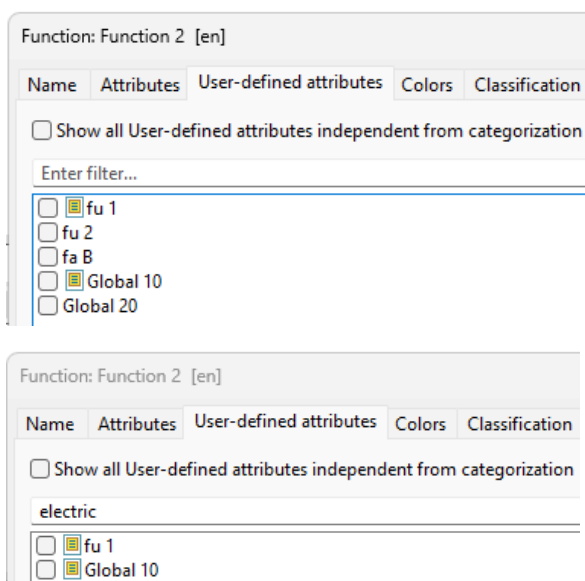 Function: Function 2 [en]
Name Attributes User-defined attributes Colors Classification
Show all User-defined attributes independent from categorization
Enter filter...
fu 1
fu 2
fa B
Global 10
Global 20
Function: Function 2 [en]
Name Attributes User-defined attributes Colors Classification
Show all User-defined attributes independent from categorization
electric
fu 1
Global 10